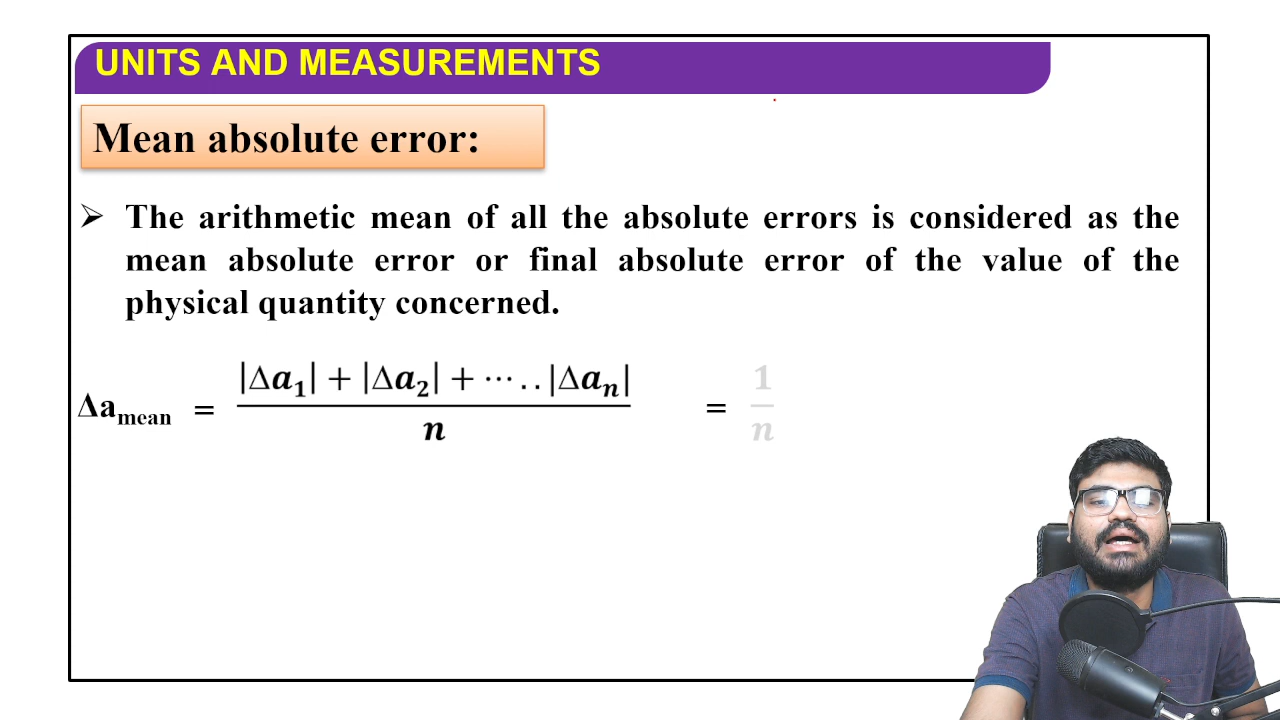 UNITS AND MEASUREMENTS
Mean absolute error:
➢ The arithmetic mean of all the absolute errors is considered as the
mean absolute error or final absolute error of the value of the
physical quantity concerned.
Δa_mean = (|Δa₁| + |Δa₂| + ⋯ . . |Δaₙ|) / n = 1/n